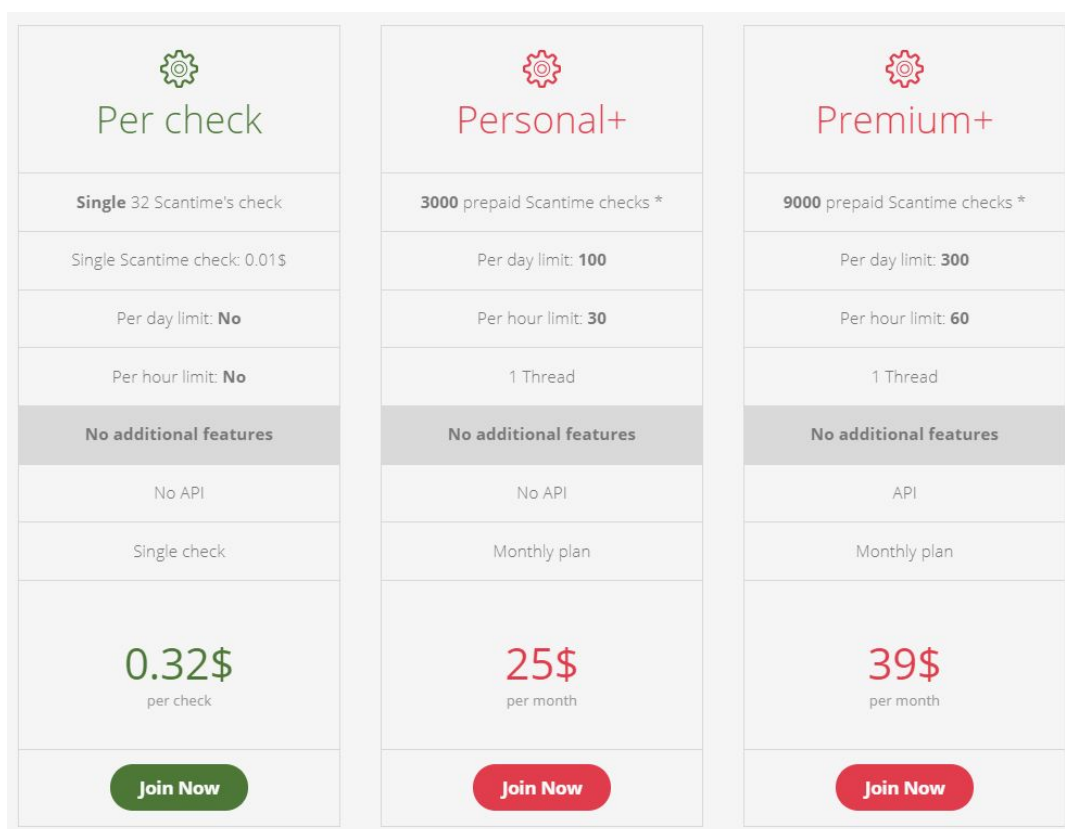 Per check
Single 32 Scantime's check
Single Scantime check: 0.01$
Per day limit: No
Per hour limit: No
No additional features
No API
Single check
0.32$
per check
Join Now
Personal+
3000 prepaid Scantime checks *
Per day limit: 100
Per hour limit: 30
1 Thread
No additional features
No API
Monthly plan
25$
per month
Join Now
Premium+
9000 prepaid Scantime checks *
Per day limit: 300
Per hour limit: 60
1 Thread
No additional features
API
Monthly plan
39$
per month
Join Now